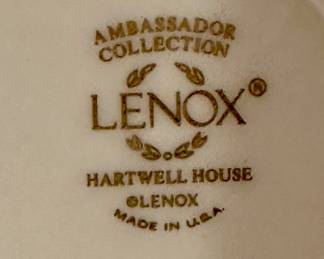 AMBASSADOR
COLLECTION
LENOX®
HARTWELL HOUSE
©LENOX
MADE IN U.S.A.